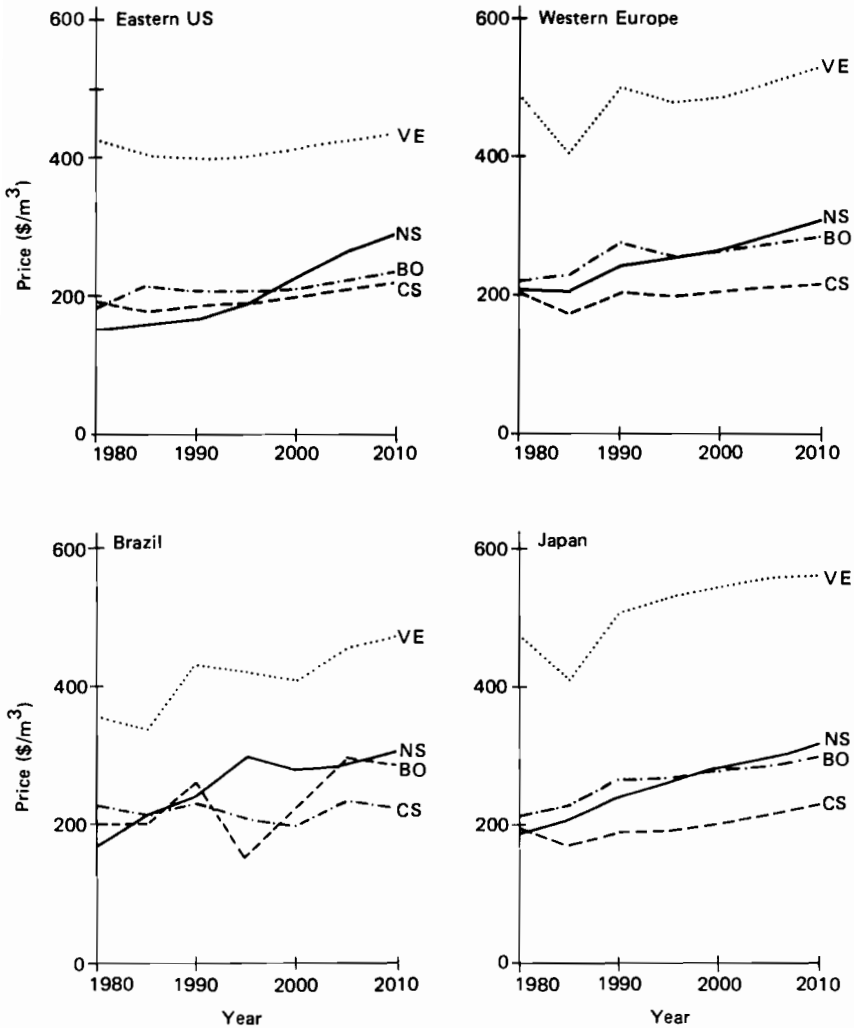 Eastern US
600
400
200
0
Price ($/m³)
VE
NS
BO
CS
1980 1990 2000 2010
Western Europe
600
400
200
0
VE
NS
BO
CS
1980 1990 2000 2010
Brazil
600
400
200
0
Price ($/m³)
VE
NS
BO
CS
1980 1990 2000 2010
Year
Japan
600
400
200
0
VE
NS
BO
CS
1980 1990 2000 2010
Year